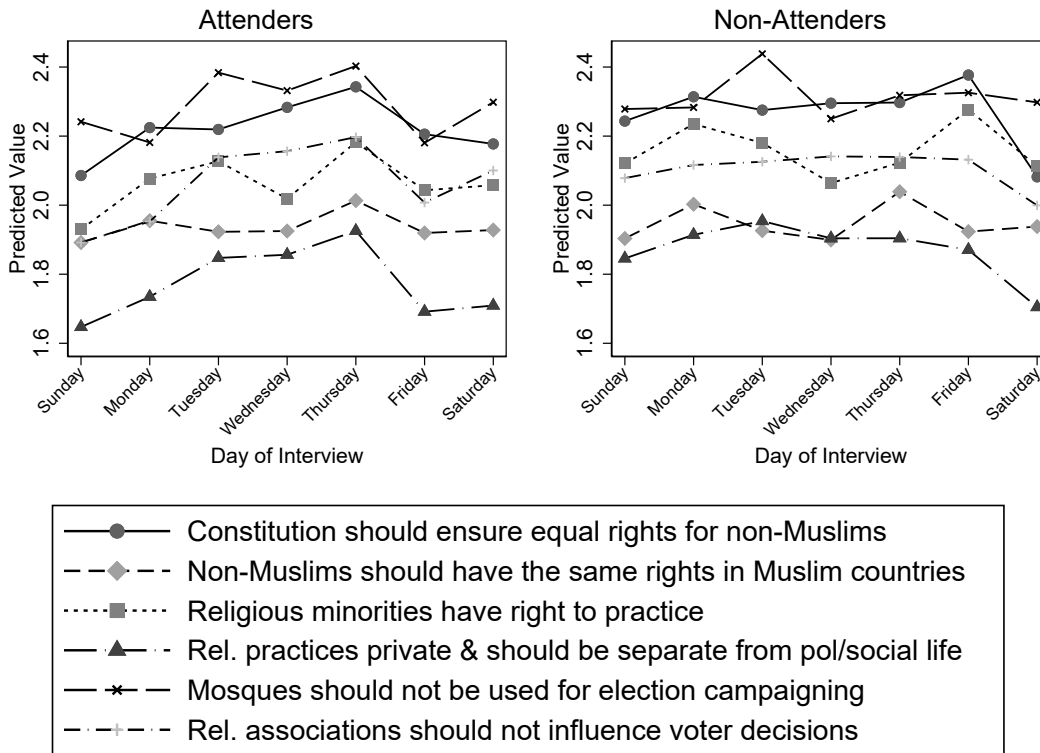 Attenders
Non-Attenders
Predicted Value
2.4
2.2
2.0
1.8
1.6
Sunday
Monday
Tuesday
Wednesday
Thursday
Friday
Saturday
Day of Interview
Predicted Value
2.4
2.2
2.0
1.8
1.6
Sunday
Monday
Tuesday
Wednesday
Thursday
Friday
Saturday
Day of Interview
Constitution should ensure equal rights for non-Muslims
Non-Muslims should have the same rights in Muslim countries
Religious minorities have right to practice
Rel. practices private & should be separate from pol/social life
Mosques should not be used for election campaigning
Rel. associations should not influence voter decisions